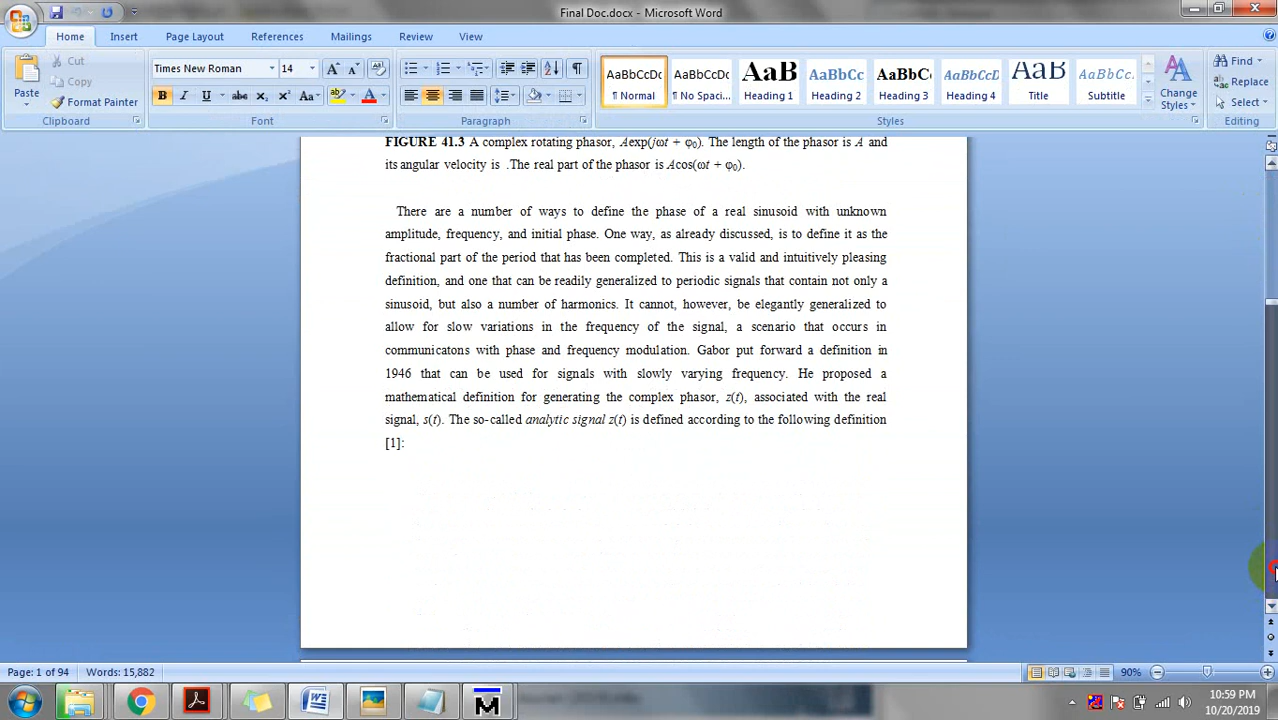 Final Doc.docx - Microsoft Word
Home Insert Page Layout References Mailings Review View
Paste
Cut
Copy
Format Painter
Clipboard
Times New Roman 14
B I U abc x₂ x² Aa A
Font
Paragraph
AaBbCcDc AaBbCcDc AaB AaBbCc AaBbCc AaBbCcD AaB AaBbCc
¶ Normal ¶ No Spaci... Heading 1 Heading 2 Heading 3 Heading 4 Title Subtitle
Change Styles
Styles
Find
Replace
Select
Editing
FIGURE 41.3 A complex rotating phasor, Aexp(jωt + φ₀). The length of the phasor is A and
its angular velocity is .The real part of the phasor is Acos(ωt + φ₀).
There are a number of ways to define the phase of a real sinusoid with unknown
amplitude, frequency, and initial phase. One way, as already discussed, is to define it as the
fractional part of the period that has been completed. This is a valid and intuitively pleasing
definition, and one that can be readily generalized to periodic signals that contain not only a
sinusoid, but also a number of harmonics. It cannot, however, be elegantly generalized to
allow for slow variations in the frequency of the signal, a scenario that occurs in
communicatons with phase and frequency modulation. Gabor put forward a definition in
1946 that can be used for signals with slowly varying frequency. He proposed a
mathematical definition for generating the complex phasor, z(t), associated with the real
signal, s(t). The so-called analytic signal z(t) is defined according to the following definition
[1]:
Page: 1 of 94 Words: 15,882 90%
10:59 PM
10/20/2019